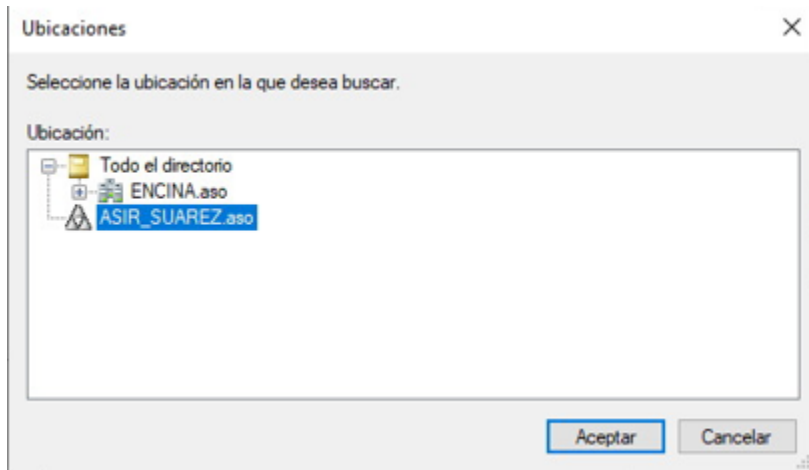 Ubicaciones
Seleccione la ubicación en la que desea buscar.
Ubicación:
Todo el directorio
ENCINA.aso
ASIR_SUAREZ.aso
Aceptar Cancelar